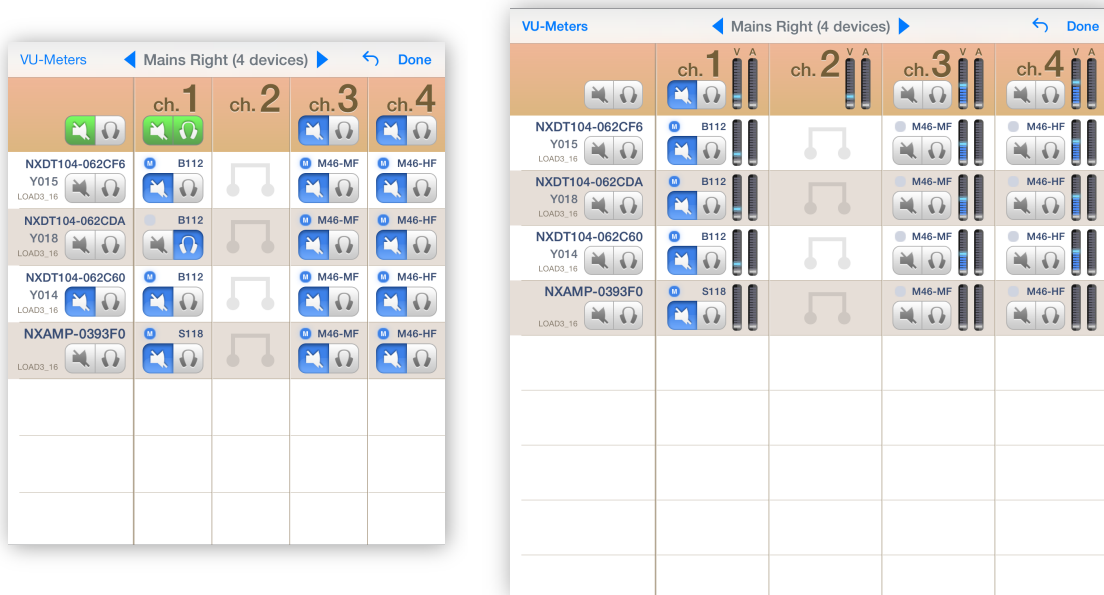 VU-Meters Mains Right (4 devices) Done
ch.1 ch.2 ch.3 ch.4
NXDT104-062CF6 M B112 M M46-MF M M46-HF
Y015
LOAD3_16
NXDT104-062CDA B112 M M46-MF M M46-HF
Y018
LOAD3_16
NXDT104-062C60 M B112 M M46-MF M M46-HF
Y014
LOAD3_16
NXAMP-0393F0 M S118 M M46-MF M M46-HF
LOAD3_16
VU-Meters Mains Right (4 devices) Done
ch.1 V A ch.2 V A ch.3 V A ch.4 V A
NXDT104-062CF6 M B112 M46-MF M46-HF
Y015
LOAD3_16
NXDT104-062CDA M B112 M46-MF M46-HF
Y018
LOAD3_16
NXDT104-062C60 M B112 M46-MF M46-HF
Y014
LOAD3_16
NXAMP-0393F0 M S118 M46-MF M46-HF
LOAD3_16